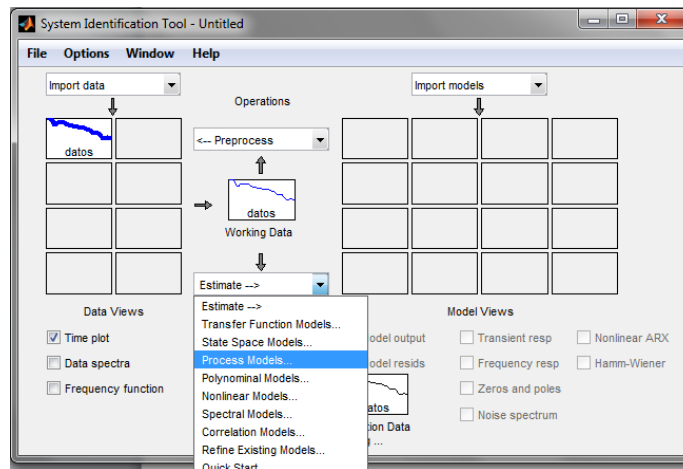 System Identification Tool - Untitled
File Options Window Help
Import data
Import models
Operations
<-- Preprocess
datos
datos
Working Data
Estimate -->
Data Views
Model Views
Estimate -->
Transfer Function Models...
State Space Models...
Process Models...
Polynominal Models...
Nonlinear Models...
Spectral Models...
Correlation Models...
Refine Existing Models...
Quick Start
Time plot
Data spectra
Frequency function
odel output
Transient resp
Nonlinear ARX
odel resids
Frequency resp
Hamm-Wiener
Zeros and poles
Noise spectrum
atos
tion Data